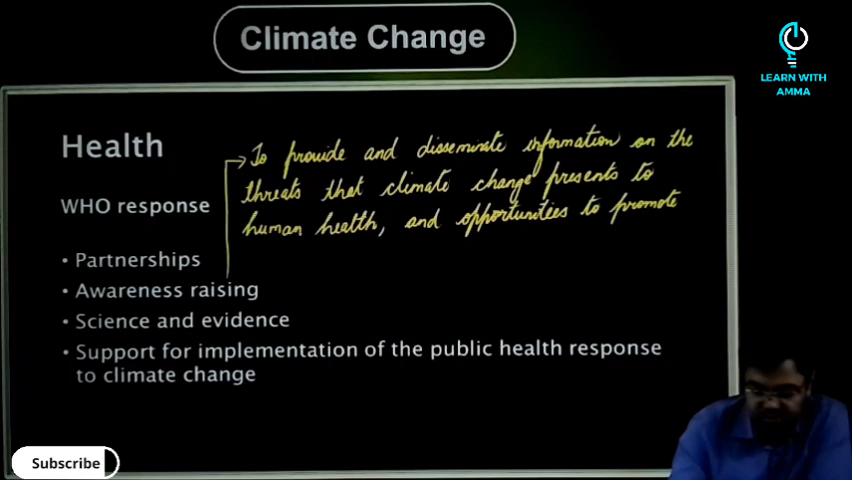 Climate Change
LEARN WITH
AMMA
Health
To provide and disseminate information on the
threats that climate change presents to
human health, and opportunities to promote
WHO response
• Partnerships
• Awareness raising
• Science and evidence
• Support for implementation of the public health response
to climate change
Subscribe